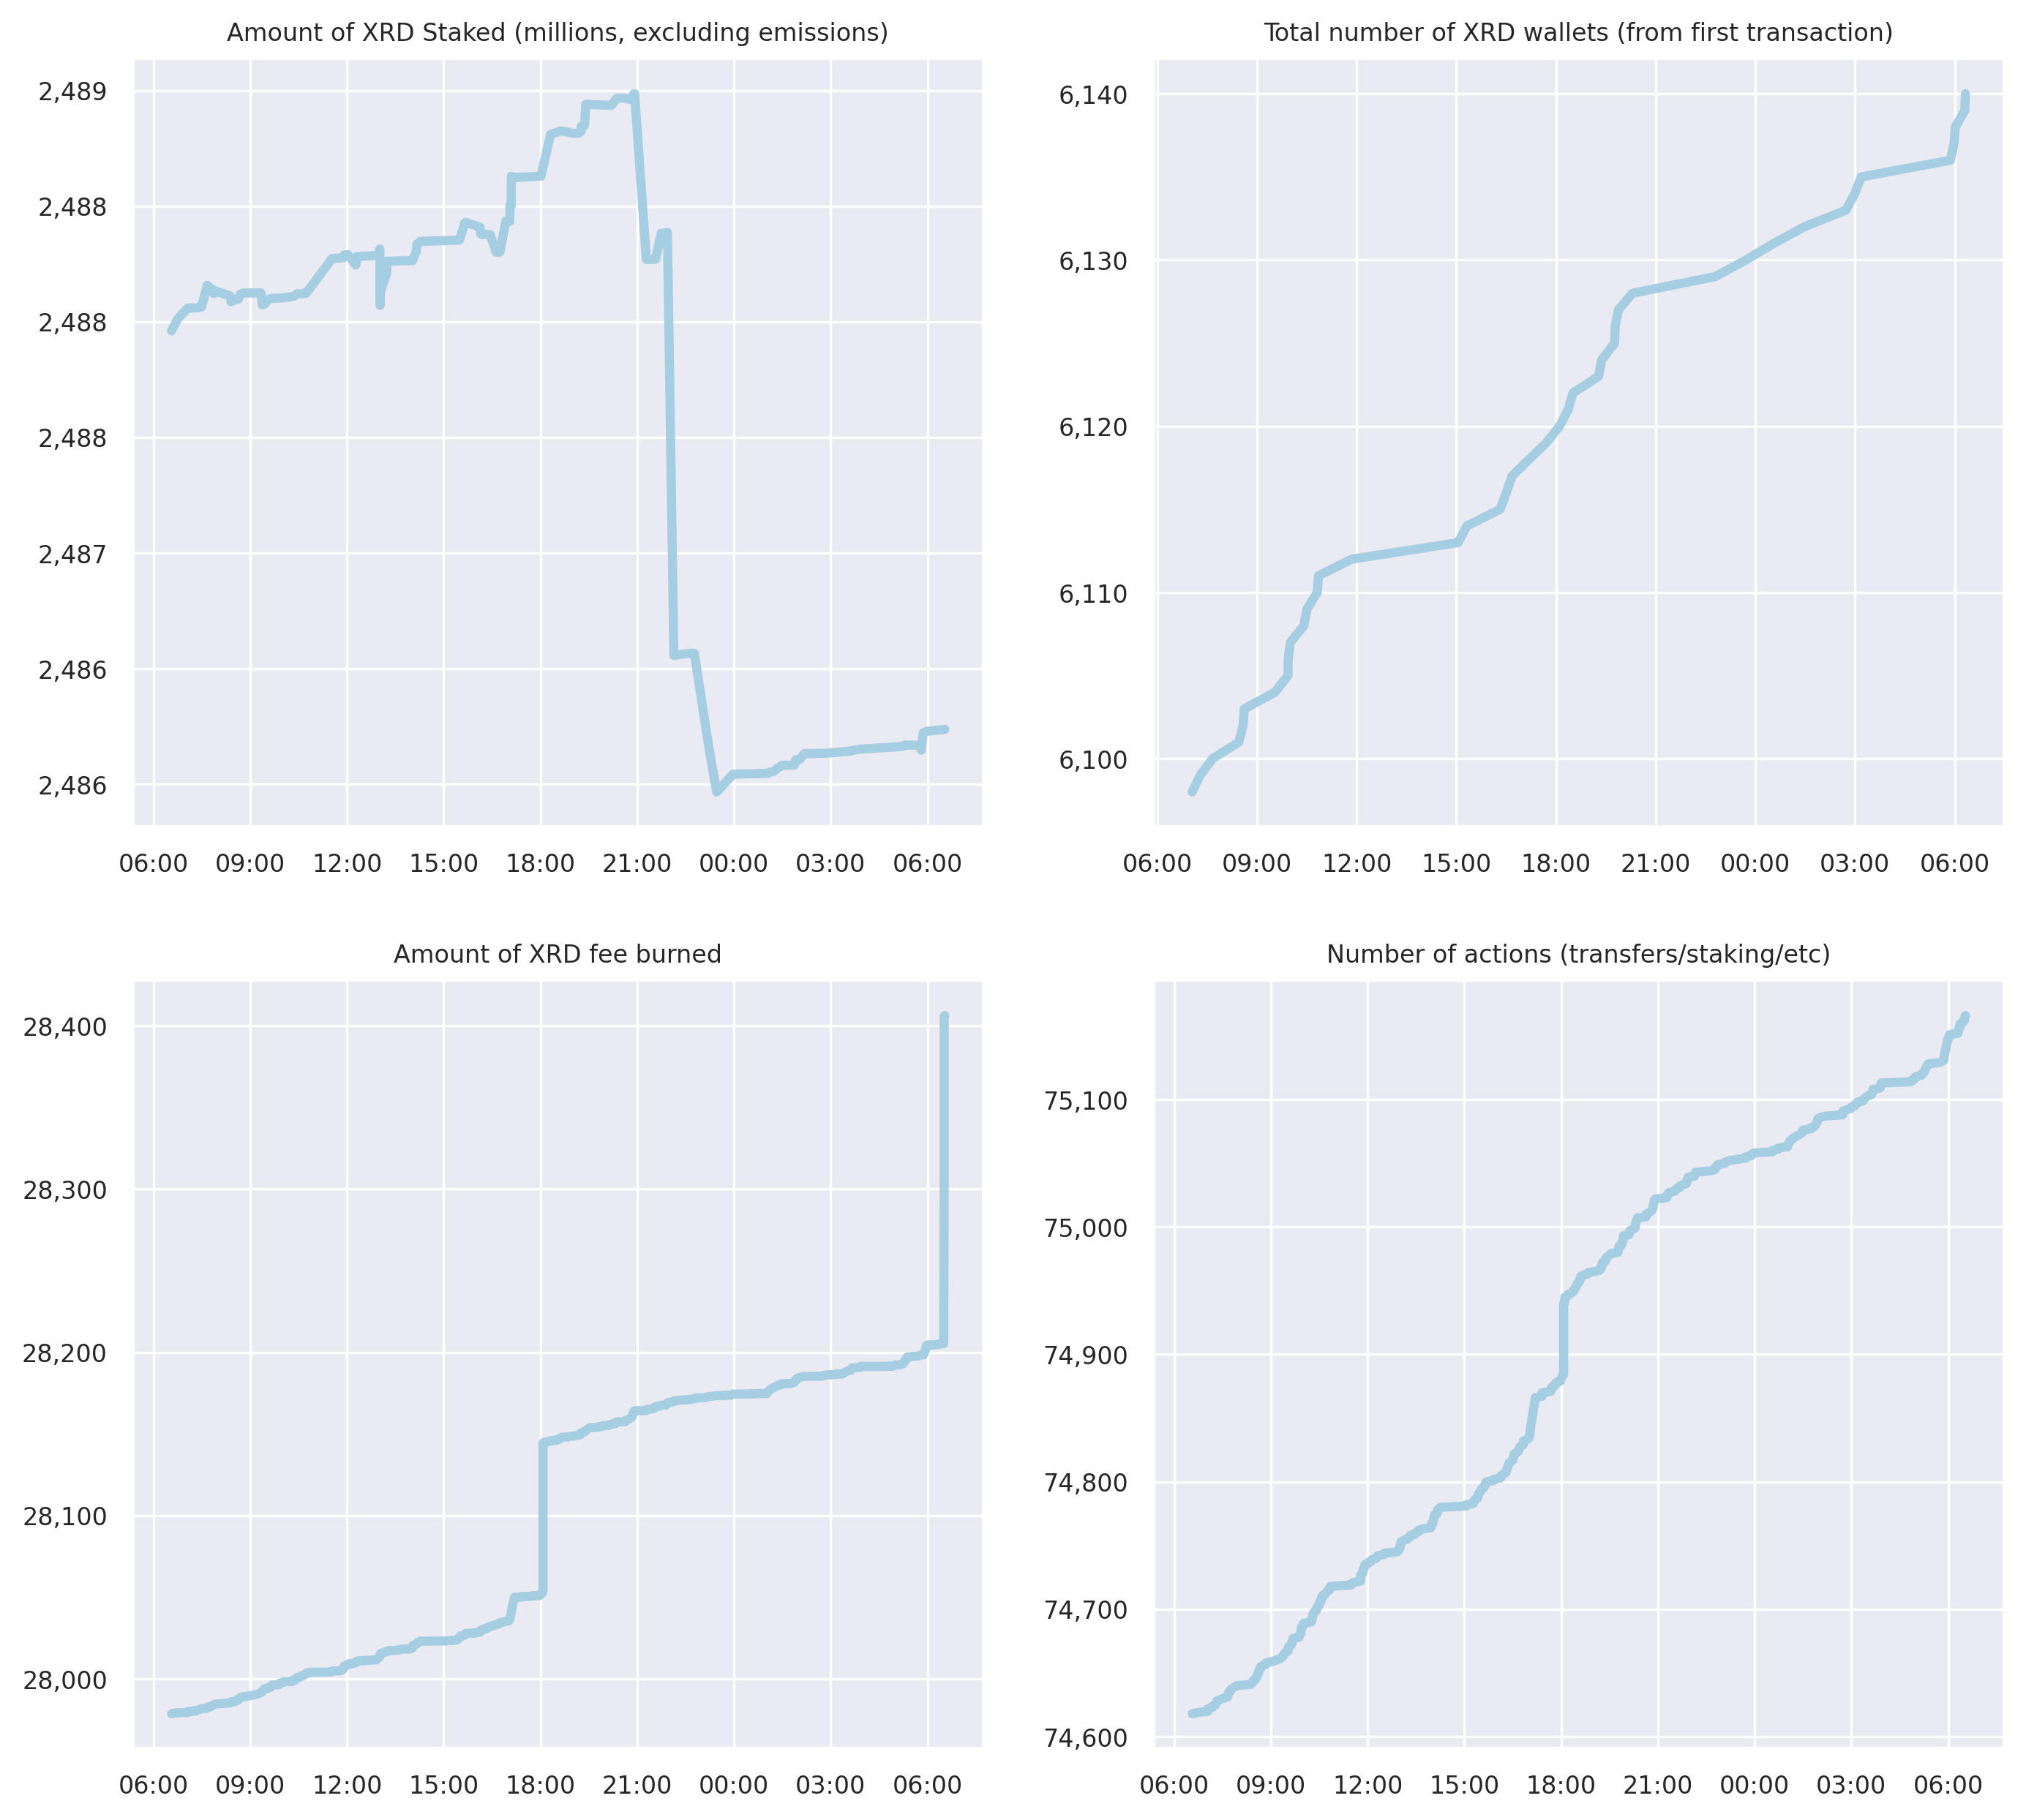 Amount of XRD Staked (millions, excluding emissions)
2,489
2,488
2,488
2,488
2,487
2,486
2,486
06:00 09:00 12:00 15:00 18:00 21:00 00:00 03:00 06:00
Total number of XRD wallets (from first transaction)
6,140
6,130
6,120
6,110
6,100
06:00 09:00 12:00 15:00 18:00 21:00 00:00 03:00 06:00
Amount of XRD fee burned
28,400
28,300
28,200
28,100
28,000
06:00 09:00 12:00 15:00 18:00 21:00 00:00 03:00 06:00
Number of actions (transfers/staking/etc)
75,100
75,000
74,900
74,800
74,700
74,600
06:00 09:00 12:00 15:00 18:00 21:00 00:00 03:00 06:00